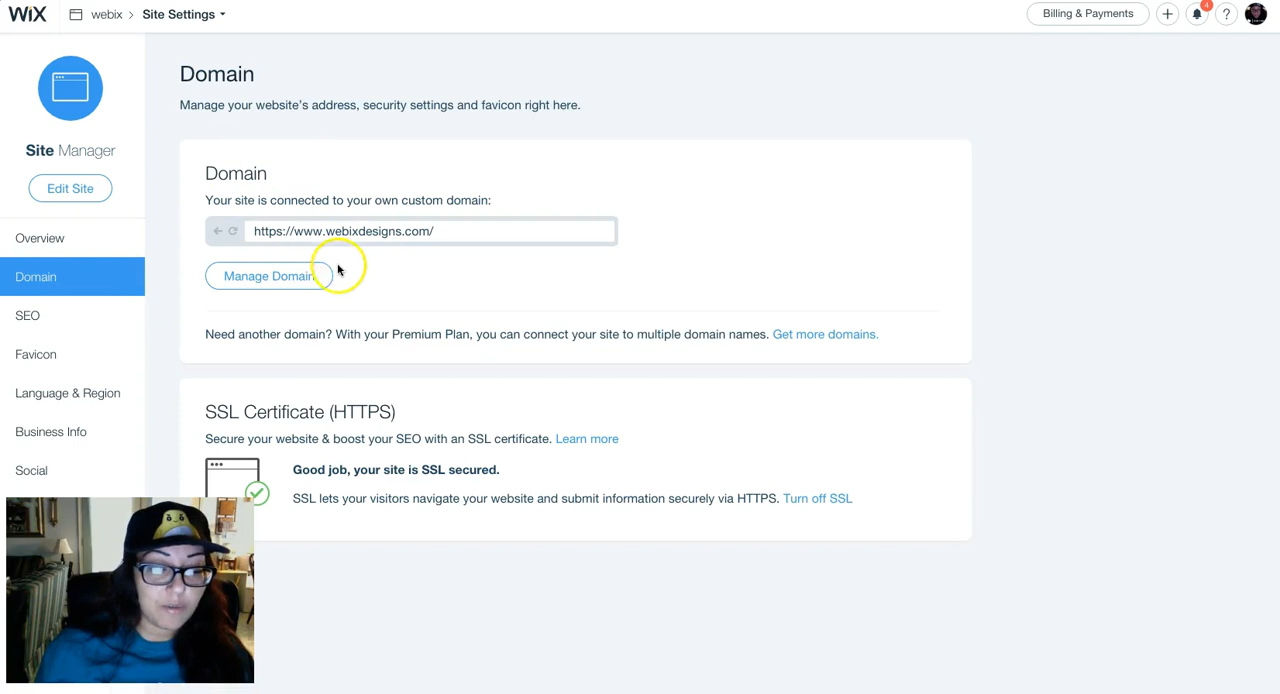 WiX webix > Site Settings Billing & Payments + 4 ?
Site Manager
Edit Site
Overview
Domain
SEO
Favicon
Language & Region
Business Info
Social
Domain
Manage your website's address, security settings and favicon right here.
Domain
Your site is connected to your own custom domain:
https://www.webixdesigns.com/
Manage Domain
Need another domain? With your Premium Plan, you can connect your site to multiple domain names. Get more domains.
SSL Certificate (HTTPS)
Secure your website & boost your SEO with an SSL certificate. Learn more
Good job, your site is SSL secured.
SSL lets your visitors navigate your website and submit information securely via HTTPS. Turn off SSL